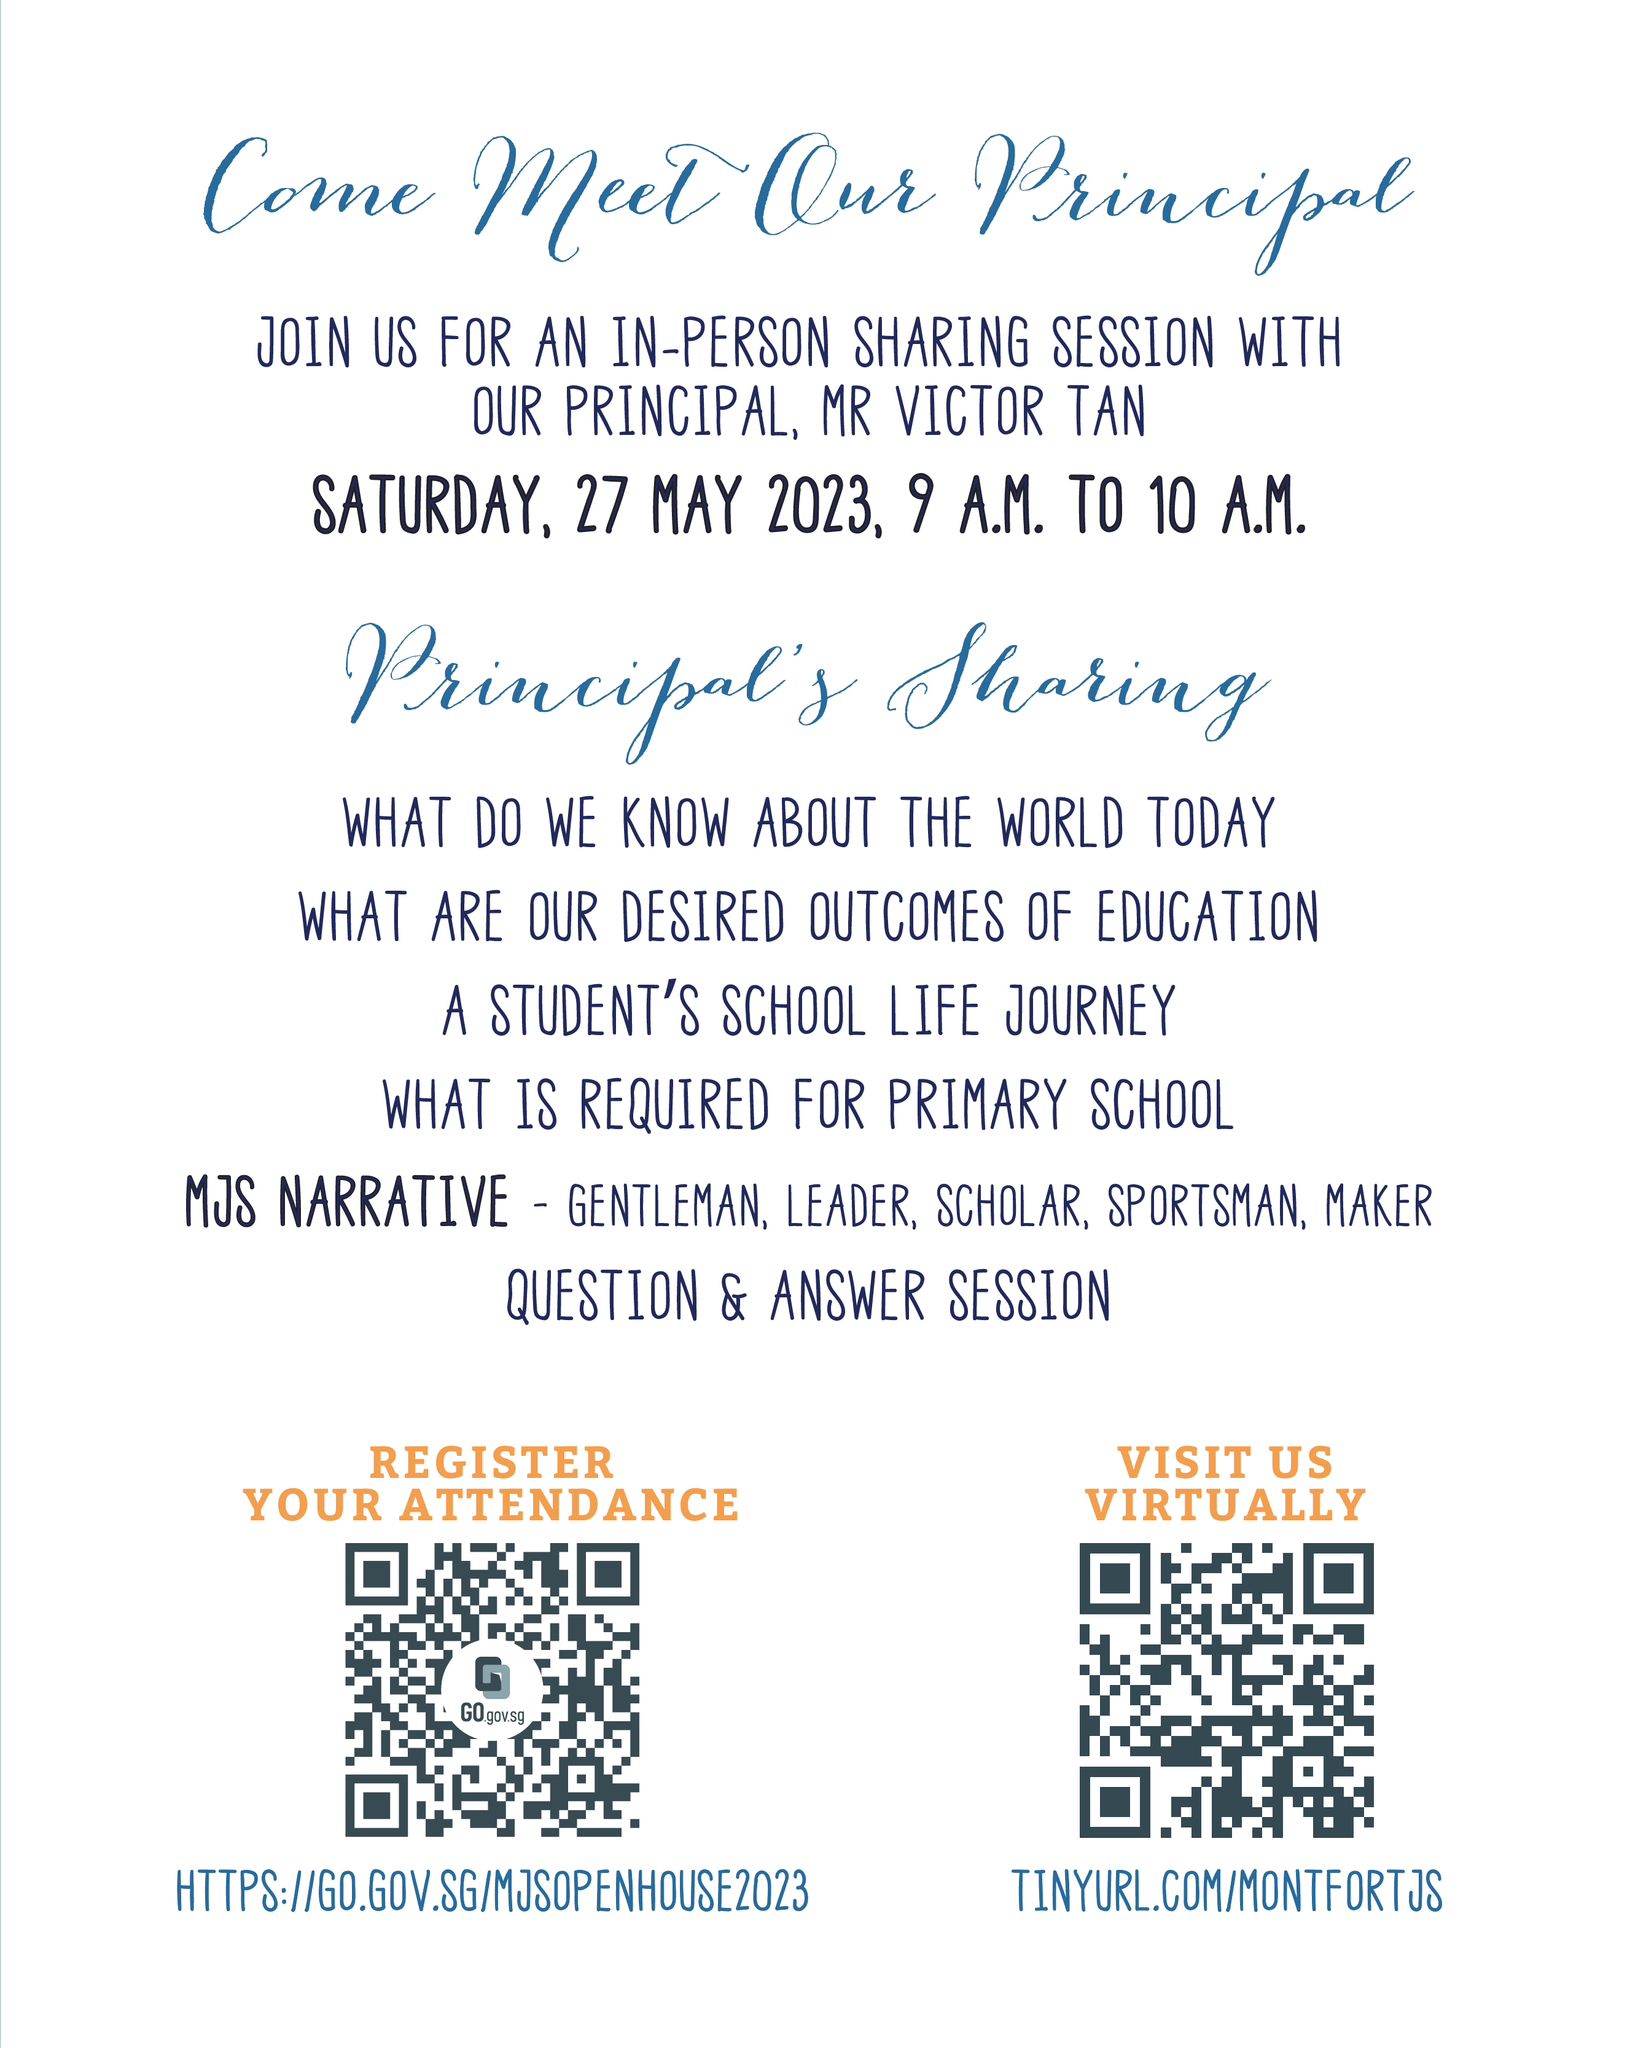 Come Meet Our Principal
JOIN US FOR AN IN-PERSON SHARING SESSION WITH
OUR PRINCIPAL, MR VICTOR TAN
SATURDAY, 27 MAY 2023, 9 A.M. TO 10 A.M.
Principal's Sharing
WHAT DO WE KNOW ABOUT THE WORLD TODAY
WHAT ARE OUR DESIRED OUTCOMES OF EDUCATION
A STUDENT'S SCHOOL LIFE JOURNEY
WHAT IS REQUIRED FOR PRIMARY SCHOOL
MJS NARRATIVE - GENTLEMAN, LEADER, SCHOLAR, SPORTSMAN, MAKER
QUESTION & ANSWER SESSION
REGISTER
YOUR ATTENDANCE
GO.gov.sg
HTTPS://GO.GOV.SG/MJSOPENHOUSE2023
VISIT US
VIRTUALLY
TINYURL.COM/MONTFORTJS